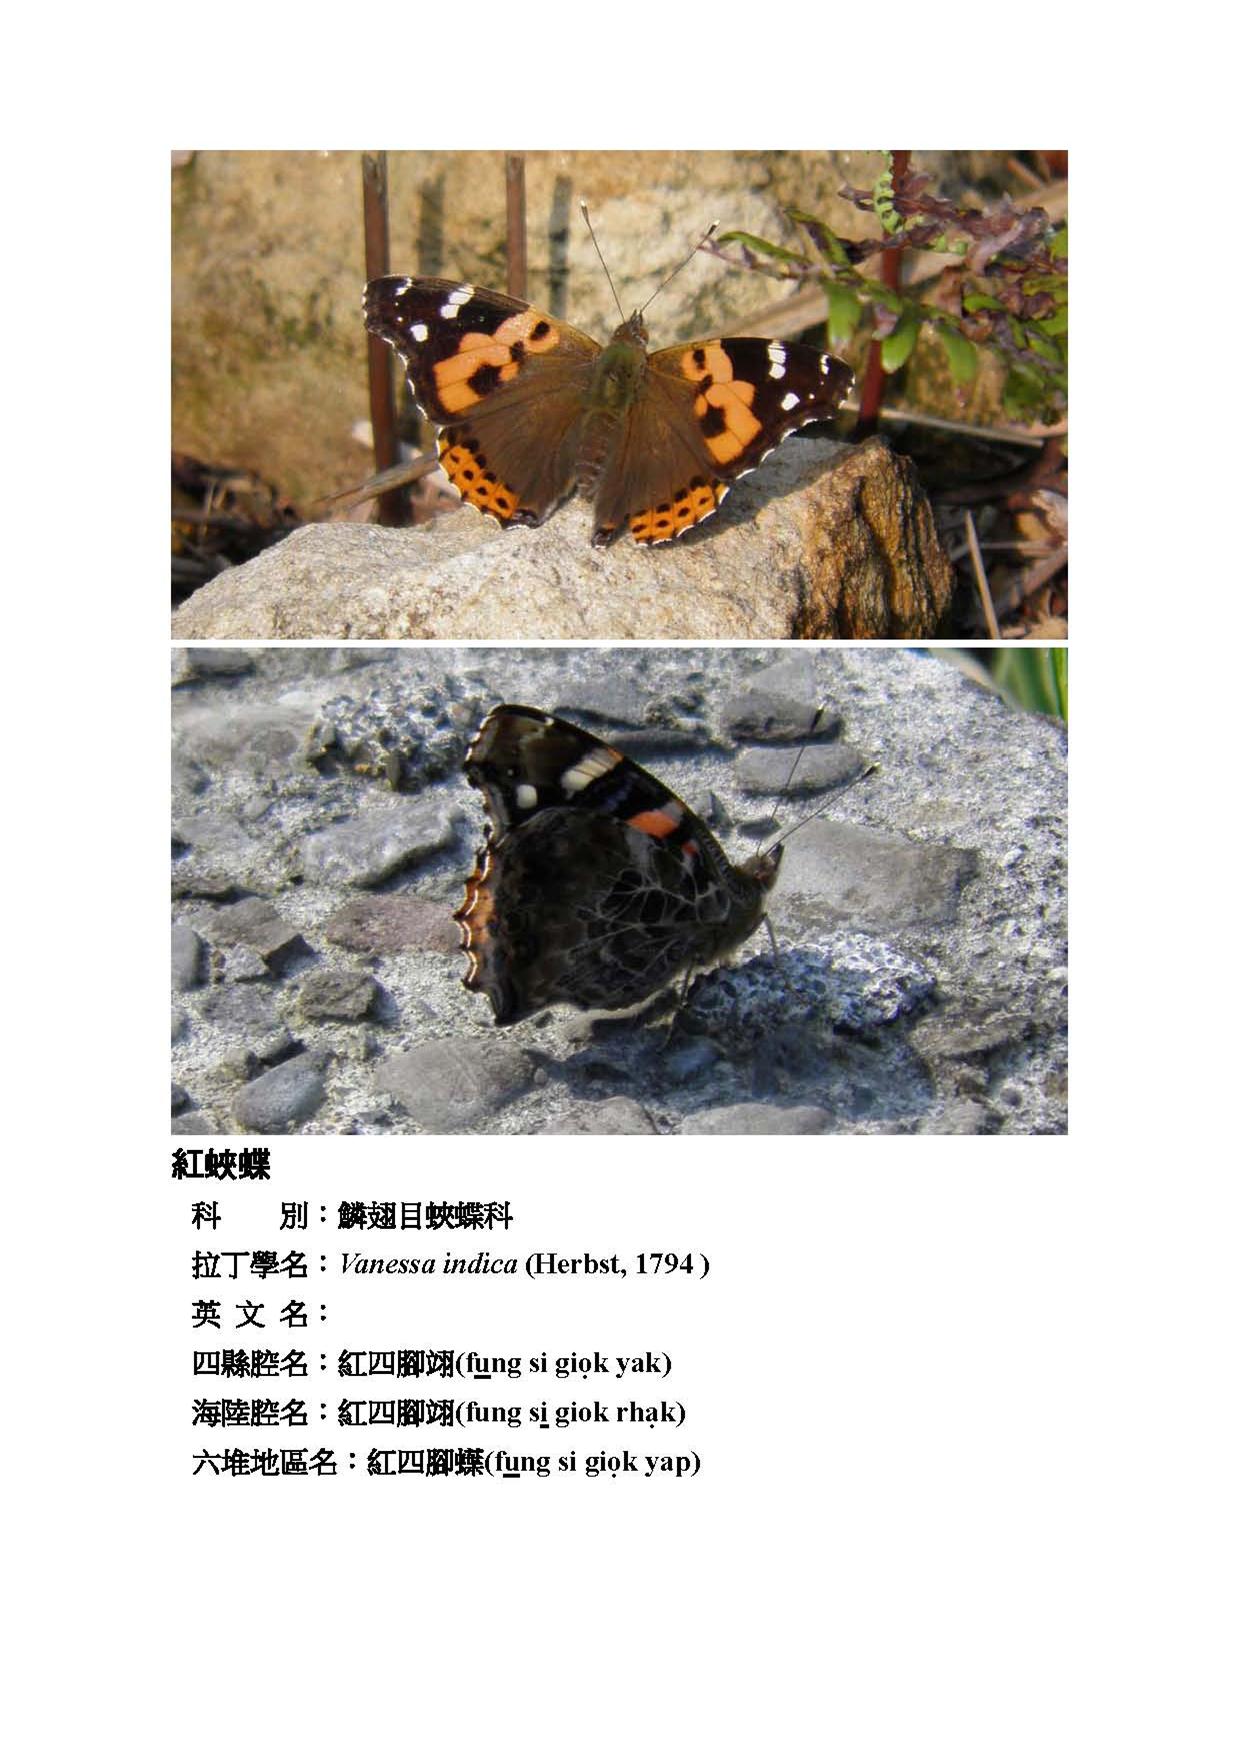 紅蛺蝶
科　　別：鱗翅目蛺蝶科
拉丁學名：Vanessa indica (Herbst, 1794 )
英 文 名：
四縣腔名：紅四腳翊(fu̲ng si giọk yak)
海陸腔名：紅四腳翊(fung si̲ giok rhạk)
六堆地區名：紅四腳蝶(fu̲ng si giọk yap)